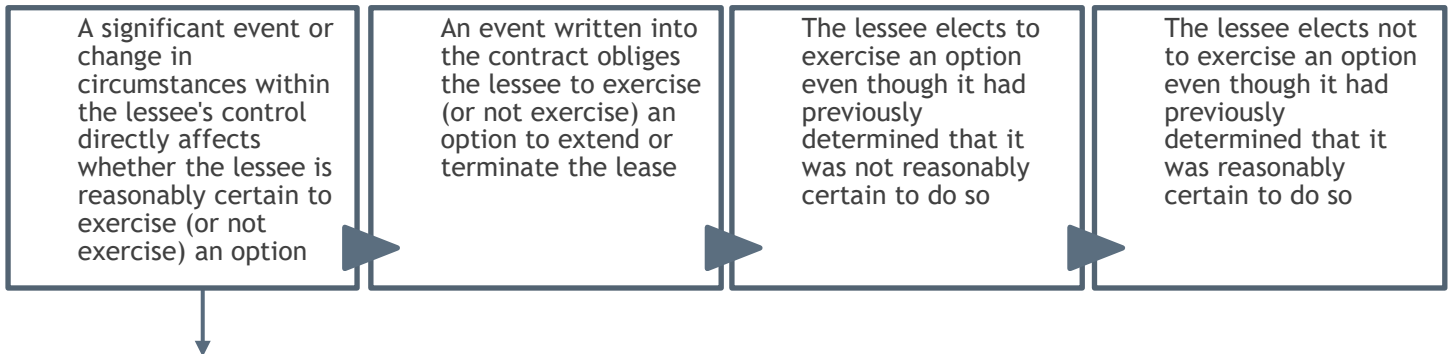 A significant event or
change in
circumstances within
the lessee's control
directly affects
whether the lessee is
reasonably certain to
exercise (or not
exercise) an option
An event written into
the contract obliges
the lessee to exercise
(or not exercise) an
option to extend or
terminate the lease
The lessee elects to
exercise an option
even though it had
previously
determined that it
was not reasonably
certain to do so
The lessee elects not
to exercise an option
even though it had
previously
determined that it
was reasonably
certain to do so